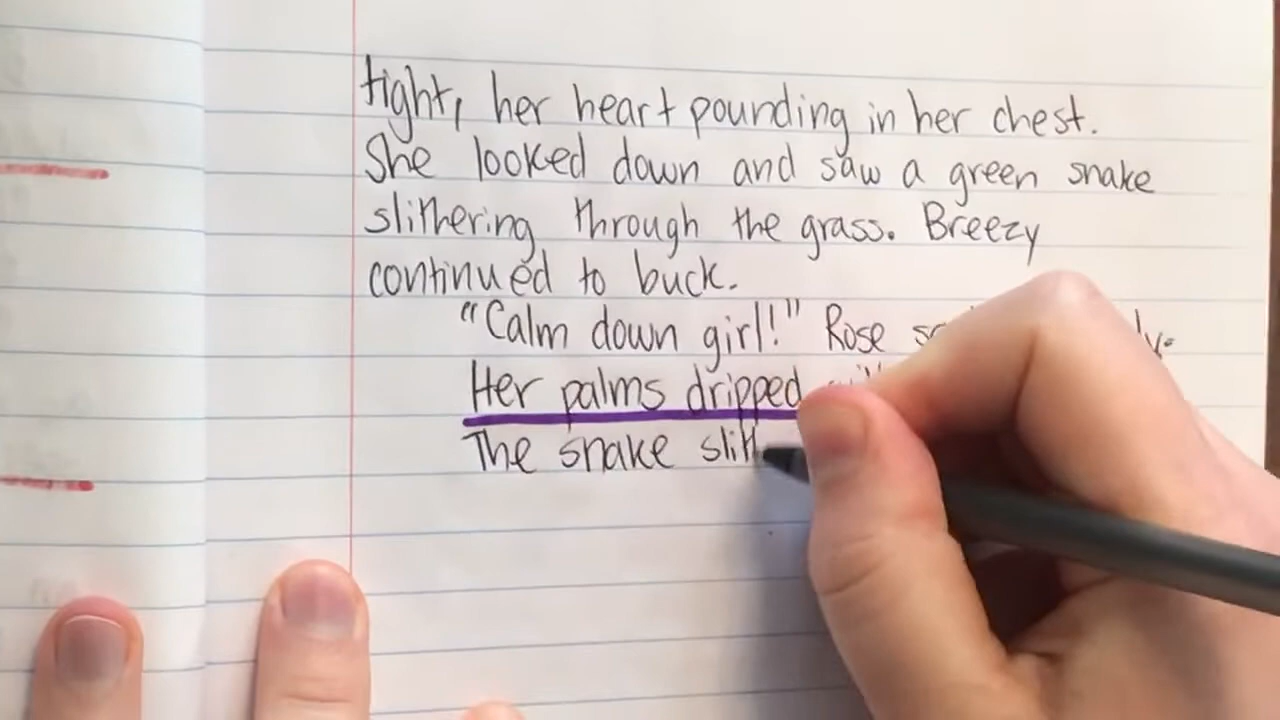 tight, her heart pounding in her chest.
She looked down and saw a green snake
slithering through the grass. Breezy
continued to buck.
"Calm down girl!" Rose
Her palms dripped
The snake slith